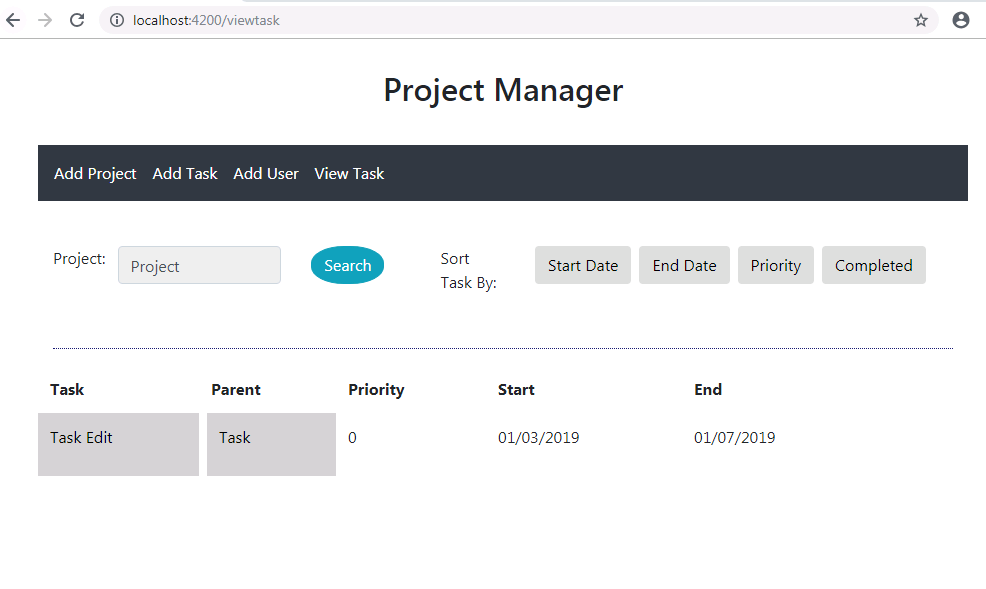 localhost:4200/viewtask
Project Manager
Add Project Add Task Add User View Task
Project: Project Search Sort Task By: Start Date End Date Priority Completed
Task Parent Priority Start End
Task Edit Task 0 01/03/2019 01/07/2019